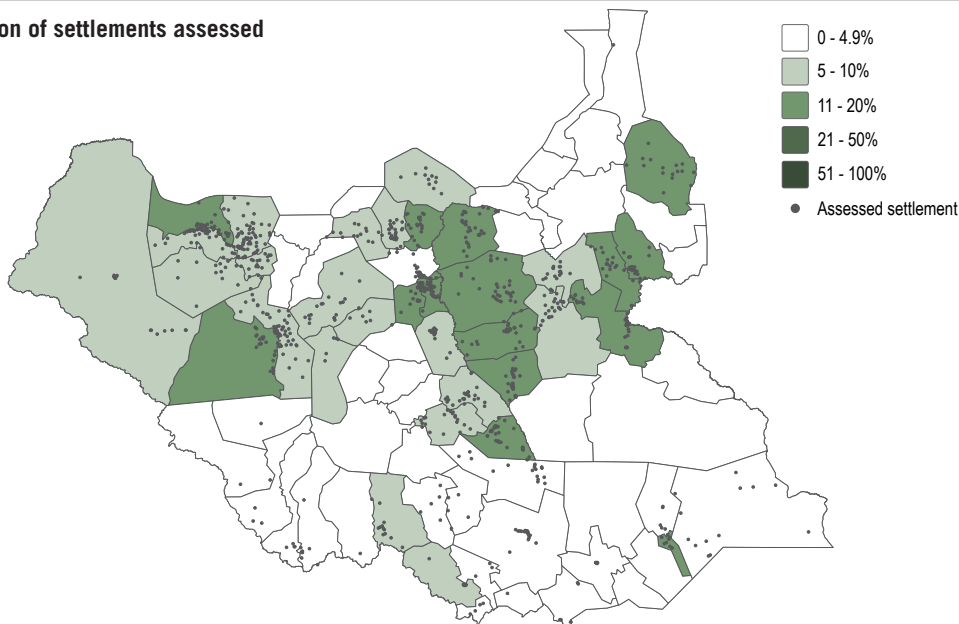 on of settlements assessed
0 - 4.9%
5 - 10%
11 - 20%
21 - 50%
51 - 100%
Assessed settlement